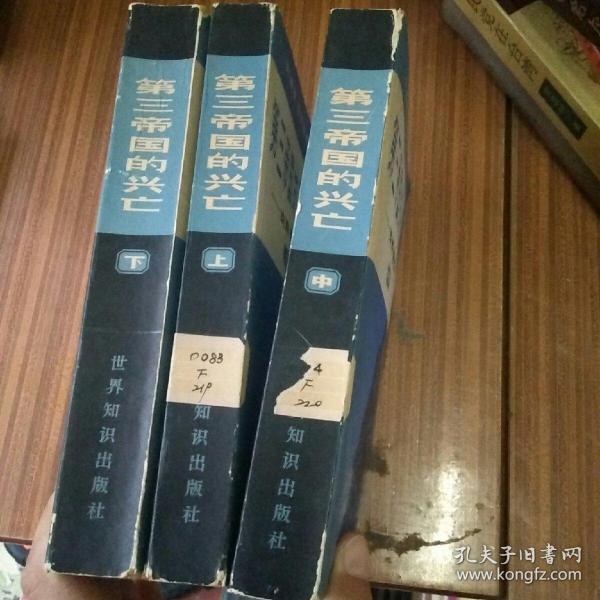 第三帝国的兴亡
下
世界知识出版社
第三帝国的兴亡
上
D083
F
219
知识出版社
第三帝国的兴亡
中
4
F
220
知识出版社
孔夫子旧书网
www.kongfz.com